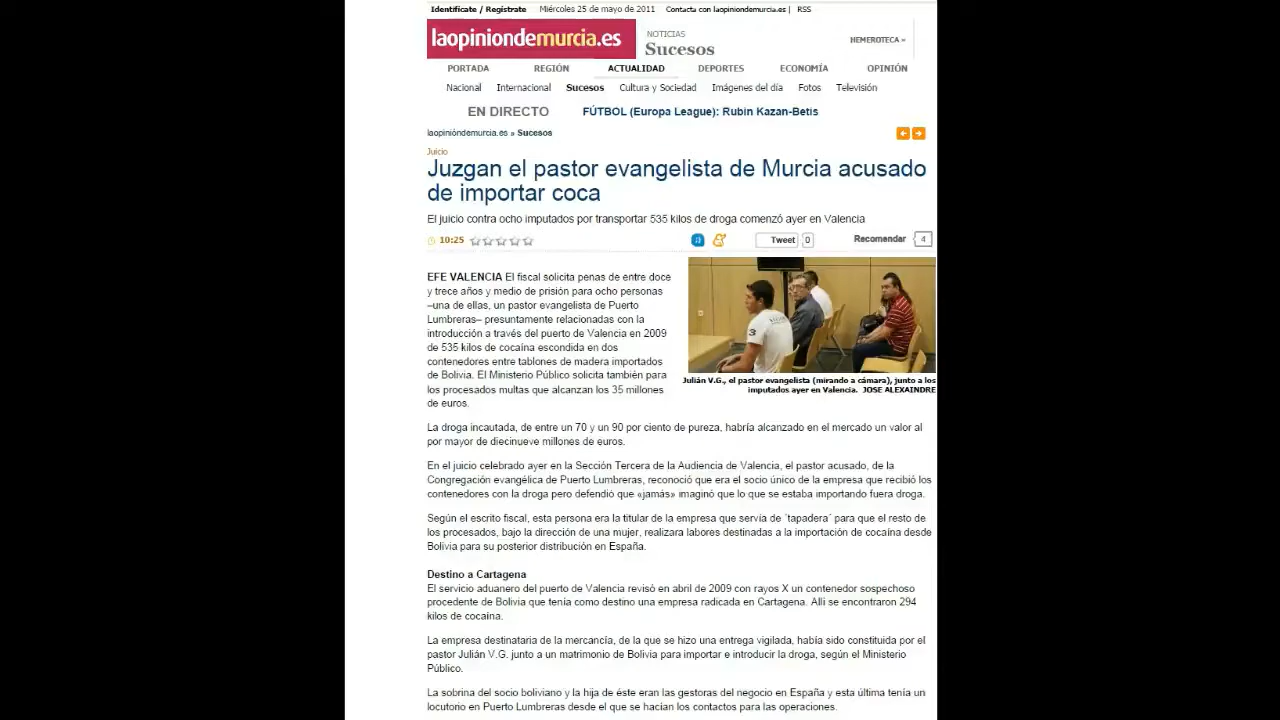 Identifícate / Regístrate Miércoles 25 de mayo de 2011 Contacta con laopiniondemurcia.es | RSS
laopiniondemurcia.es
NOTICIAS
Sucesos
HEMEROTECA »
PORTADA REGIÓN ACTUALIDAD DEPORTES ECONOMÍA OPINIÓN
Nacional Internacional Sucesos Cultura y Sociedad Imágenes del día Fotos Televisión
EN DIRECTO FÚTBOL (Europa League): Rubin Kazan-Betis
laopinióndemurcia.es » Sucesos
Juicio
Juzgan el pastor evangelista de Murcia acusado
de importar coca
El juicio contra ocho imputados por transportar 535 kilos de droga comenzó ayer en Valencia
10:25 Tweet 0 Recomendar 4
EFE VALENCIA El fiscal solicita penas de entre doce
y trece años y medio de prisión para ocho personas
–una de ellas, un pastor evangelista de Puerto
Lumbreras– presuntamente relacionadas con la
introducción a través del puerto de Valencia en 2009
de 535 kilos de cocaína escondida en dos
contenedores entre tablones de madera importados
de Bolivia. El Ministerio Público solicita también para
los procesados multas que alcanzan los 35 millones
de euros.
Julián V.G., el pastor evangelista (mirando a cámara), junto a los
imputados ayer en Valencia. JOSE ALEXAINDRE
La droga incautada, de entre un 70 y un 90 por ciento de pureza, habría alcanzado en el mercado un valor al
por mayor de diecinueve millones de euros.
En el juicio celebrado ayer en la Sección Tercera de la Audiencia de Valencia, el pastor acusado, de la
Congregación evangélica de Puerto Lumbreras, reconoció que era el socio único de la empresa que recibió los
contenedores con la droga pero defendió que «jamás» imaginó que lo que se estaba importando fuera droga.
Según el escrito fiscal, esta persona era la titular de la empresa que servía de ´tapadera´ para que el resto de
los procesados, bajo la dirección de una mujer, realizara labores destinadas a la importación de cocaína desde
Bolivia para su posterior distribución en España.
Destino a Cartagena
El servicio aduanero del puerto de Valencia revisó en abril de 2009 con rayos X un contenedor sospechoso
procedente de Bolivia que tenía como destino una empresa radicada en Cartagena. Allí se encontraron 294
kilos de cocaína.
La empresa destinataria de la mercancía, de la que se hizo una entrega vigilada, había sido constituida por el
pastor Julián V.G. junto a un matrimonio de Bolivia para importar e introducir la droga, según el Ministerio
Público.
La sobrina del socio boliviano y la hija de éste eran las gestoras del negocio en España y esta última tenía un
locutorio en Puerto Lumbreras desde el que se hacían los contactos para las operaciones.